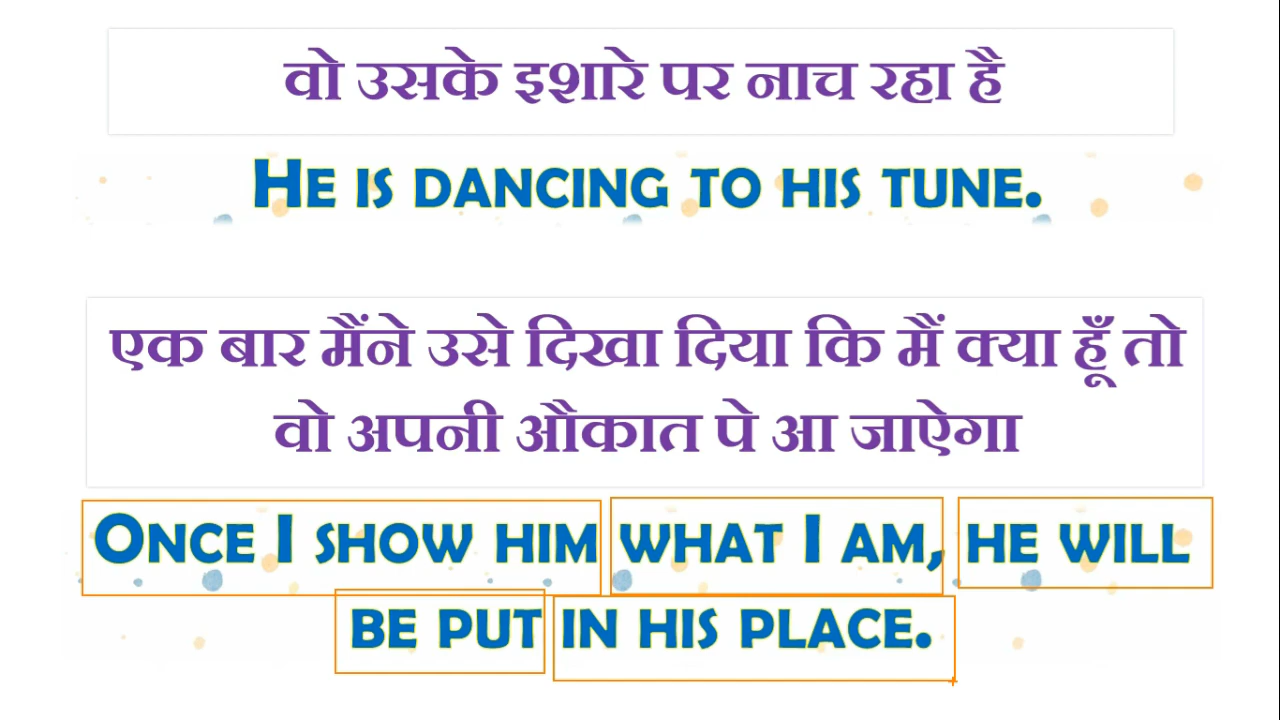 वो उसके इशारे पर नाच रहा है
HE IS DANCING TO HIS TUNE.
एक बार मैंने उसे दिखा दिया कि मैं क्या हूँ तो
वो अपनी औकात पे आ जाऐगा
ONCE I SHOW HIM WHAT I AM, HE WILL
BE PUT IN HIS PLACE.